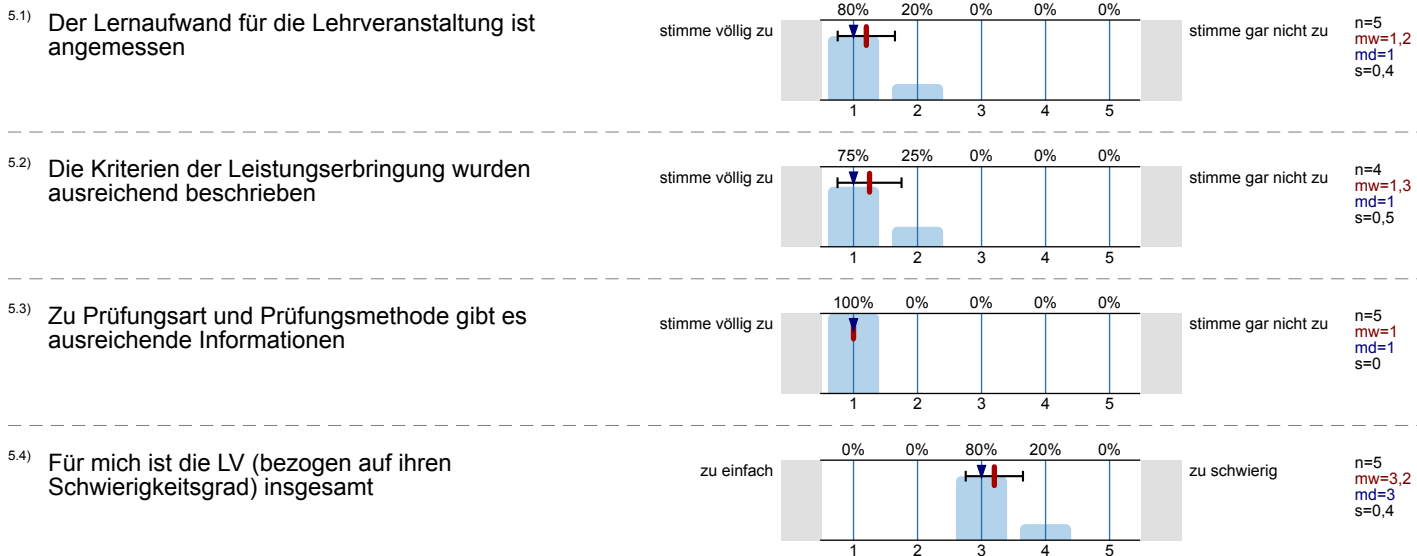 5.1) Der Lernaufwand für die Lehrveranstaltung ist
angemessen
stimme völlig zu
80% 20% 0% 0% 0%
1 2 3 4 5
stimme gar nicht zu
n=5
mw=1,2
md=1
s=0,4
5.2) Die Kriterien der Leistungserbringung wurden
ausreichend beschrieben
stimme völlig zu
75% 25% 0% 0% 0%
1 2 3 4 5
stimme gar nicht zu
n=4
mw=1,3
md=1
s=0,5
5.3) Zu Prüfungsart und Prüfungsmethode gibt es
ausreichende Informationen
stimme völlig zu
100% 0% 0% 0% 0%
1 2 3 4 5
stimme gar nicht zu
n=5
mw=1
md=1
s=0
5.4) Für mich ist die LV (bezogen auf ihren
Schwierigkeitsgrad) insgesamt
zu einfach
0% 0% 80% 20% 0%
1 2 3 4 5
zu schwierig
n=5
mw=3,2
md=3
s=0,4